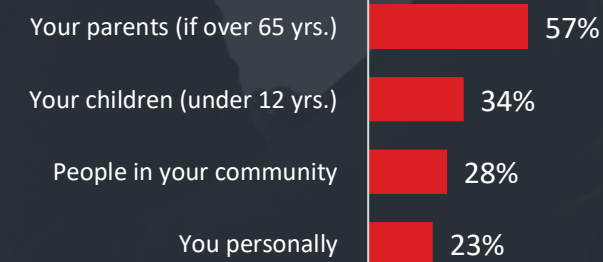 Your parents (if over 65 yrs.) 57%
Your children (under 12 yrs.) 34%
People in your community 28%
You personally 23%